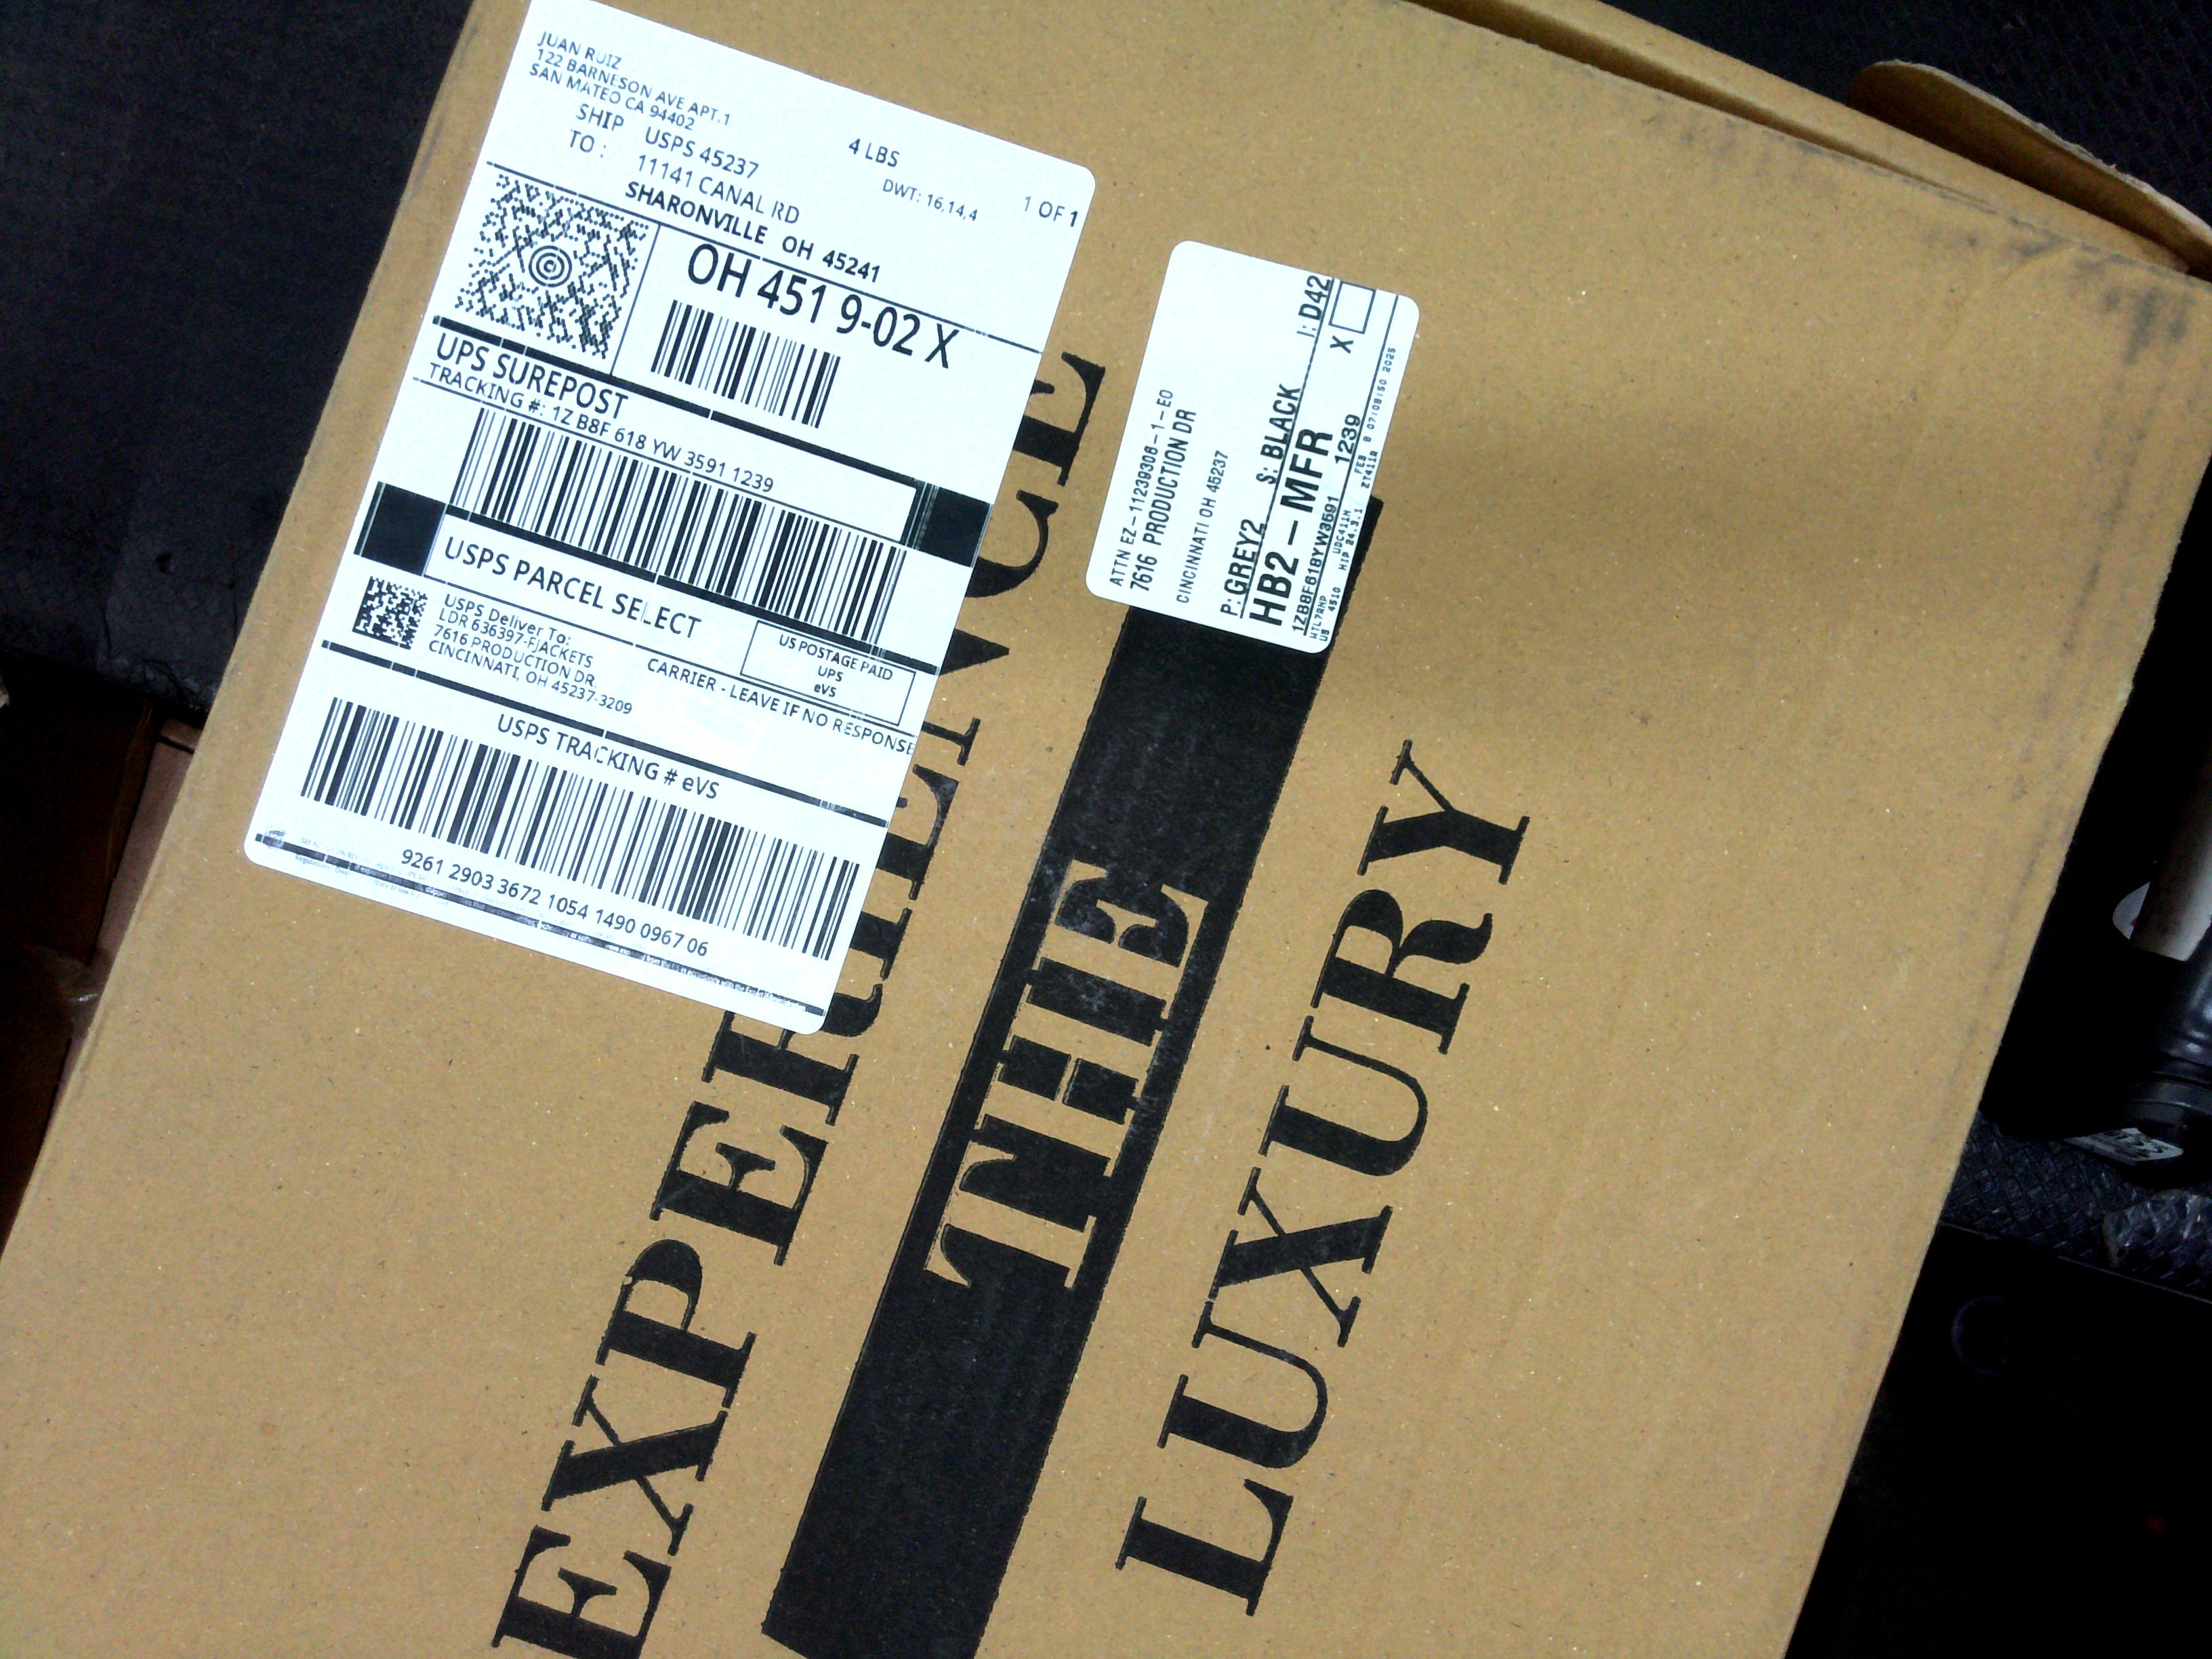 JUAN RUIZ
122 BARNESON AVE APT.1
SAN MATEO CA 94402
4 LBS
1 OF 1
DWT: 16,14,4
SHIP
TO :
USPS 45237
11141 CANAL RD
SHARONVILLE OH 45241
OH 451 9-02 X
UPS SUREPOST
TRACKING #: 1Z B8F 618 YW 3591 1239
USPS PARCEL SELECT
USPS Deliver To:
LDR 636397-FJACKETS
7616 PRODUCTION DR.
CINCINNATI, OH 45237-3209
US POSTAGE PAID
UPS
eVS
CARRIER - LEAVE IF NO RESPONSE
USPS TRACKING # eVS
9261 2903 3672 1054 1490 0967 06
ATTN EZ-11239308-1-EO
7616 PRODUCTION DR
CINCINNATI OH 45237
P: GREY2 S: BLACK I: D42
HB2-MFR X
1ZB8F618YW3591 1239
EXPERIENCE
THE
LUXURY